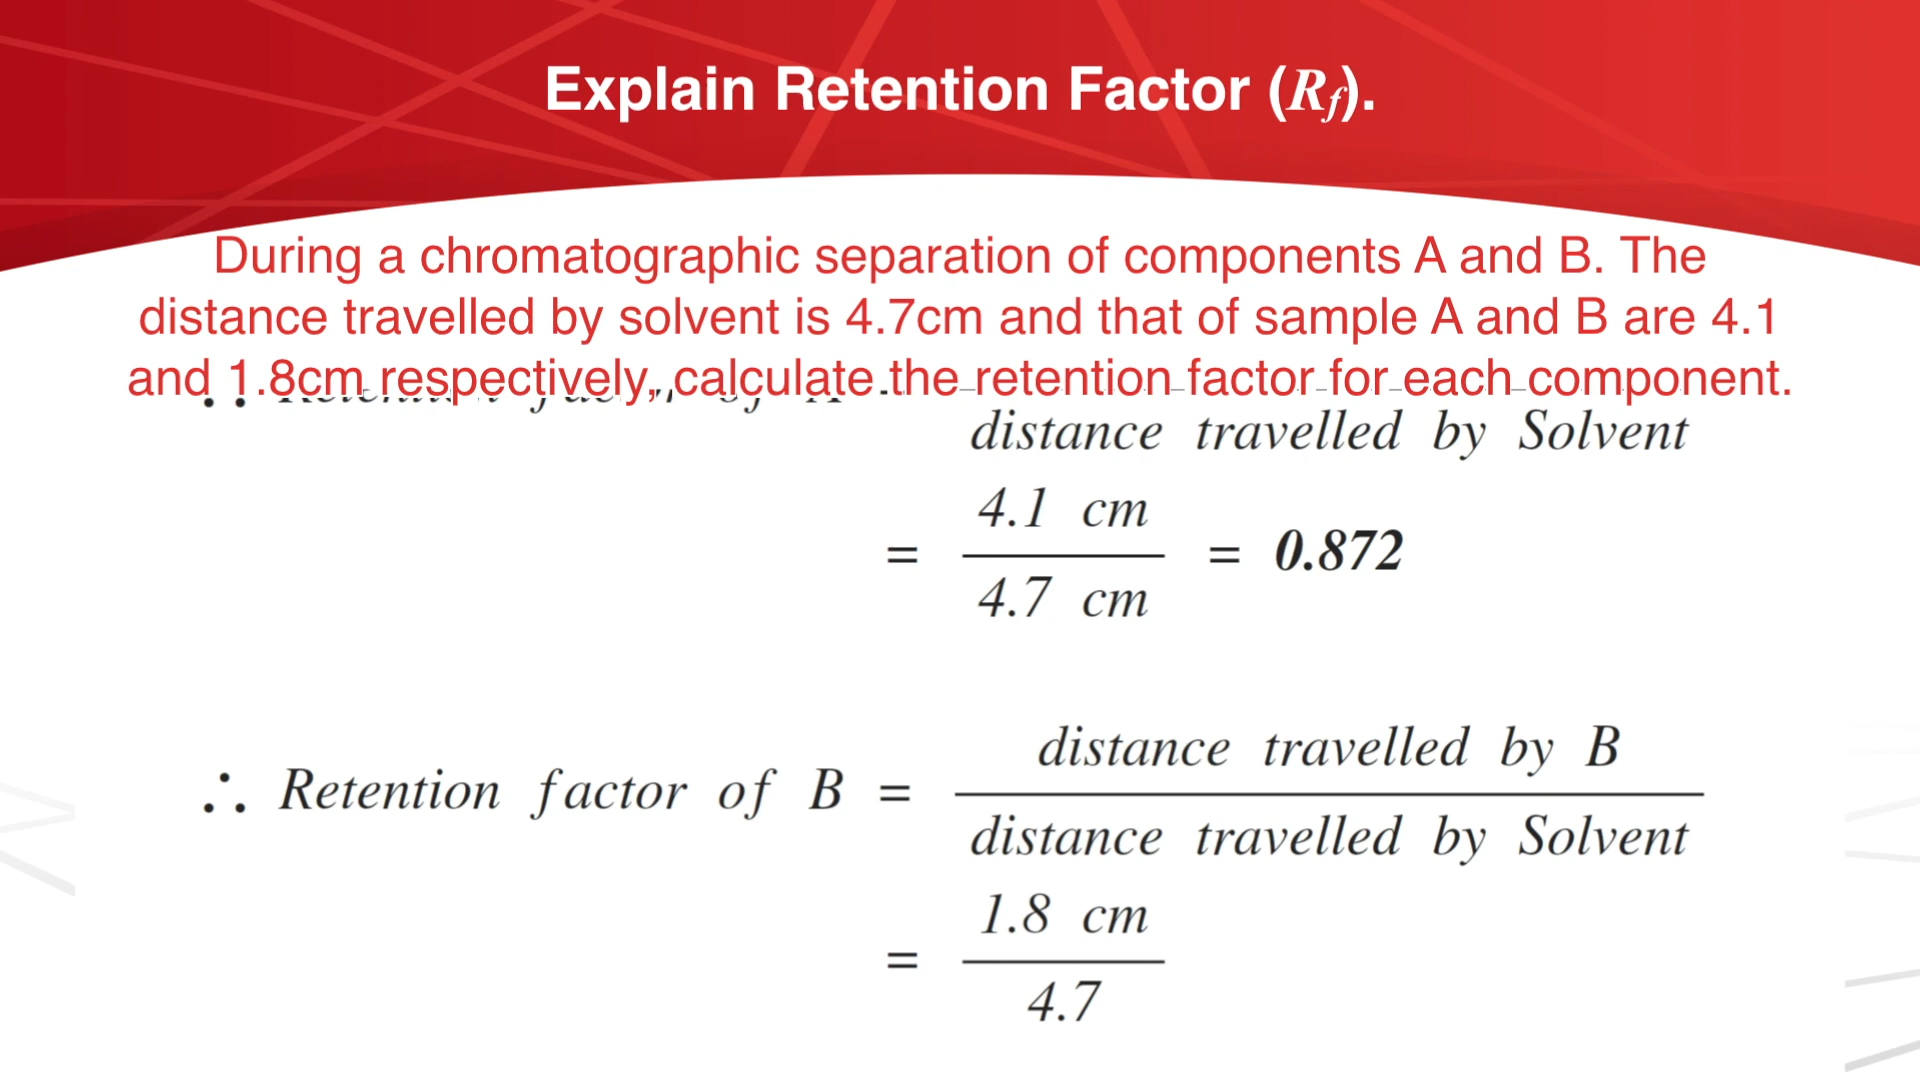 Explain Retention Factor (Rf).
During a chromatographic separation of components A and B. The
distance travelled by solvent is 4.7cm and that of sample A and B are 4.1
and 1.8cm respectively, calculate the retention factor for each component.
distance travelled by Solvent
4.1 cm
= = 0.872
4.7 cm
distance travelled by B
∴ Retention factor of B =
distance travelled by Solvent
1.8 cm
=
4.7